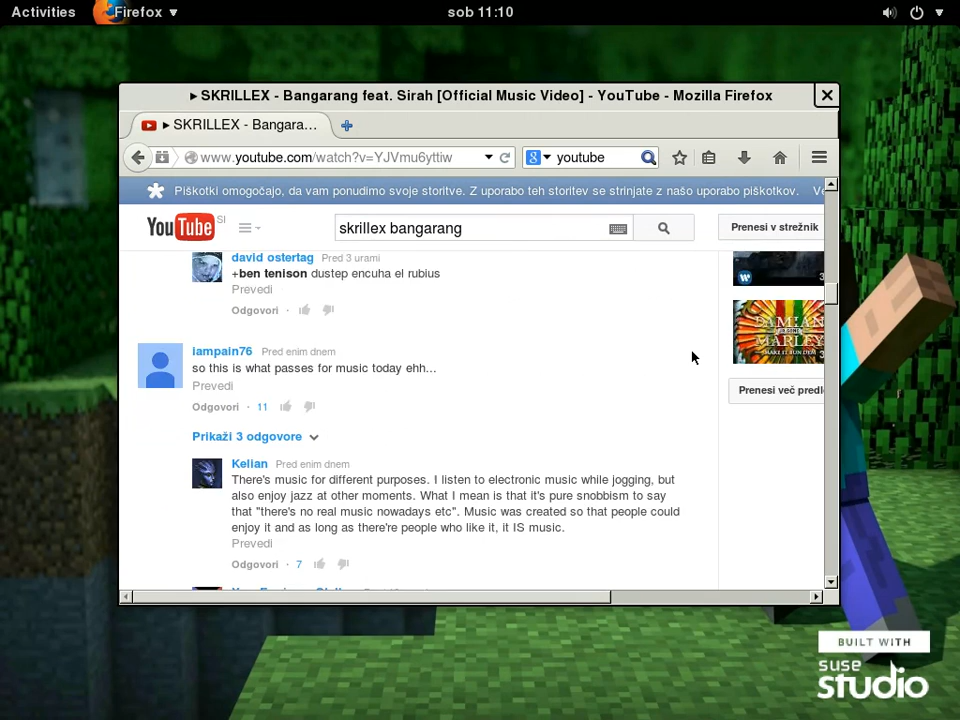 Activities Firefox sob 11:10
▸ SKRILLEX - Bangarang feat. Sirah [Official Music Video] - YouTube - Mozilla Firefox
▸ SKRILLEX - Bangara…
www.youtube.com/watch?v=YJVmu6yttiw youtube
Piškotki omogočajo, da vam ponudimo svoje storitve. Z uporabo teh storitev se strinjate z našo uporabo piškotkov. Ve
YouTube SI skrillex bangarang Prenesi v strežnik
david ostertag Pred 3 urami
+ben tenison dustep encuha el rubius
Prevedi
Odgovori ·
iampain76 Pred enim dnem
so this is what passes for music today ehh...
Prevedi
Odgovori · 11
Prikaži 3 odgovore
Kelian Pred enim dnem
There's music for different purposes. I listen to electronic music while jogging, but
also enjoy jazz at other moments. What I mean is that it's pure snobbism to say
that "there's no real music nowadays etc". Music was created so that people could
enjoy it and as long as there're people who like it, it IS music.
Prevedi
Odgovori · 7
DAMIAN
MARLEY
MAKE IT BUN DEM
Prenesi več predl
BUILT WITH
suse
studio